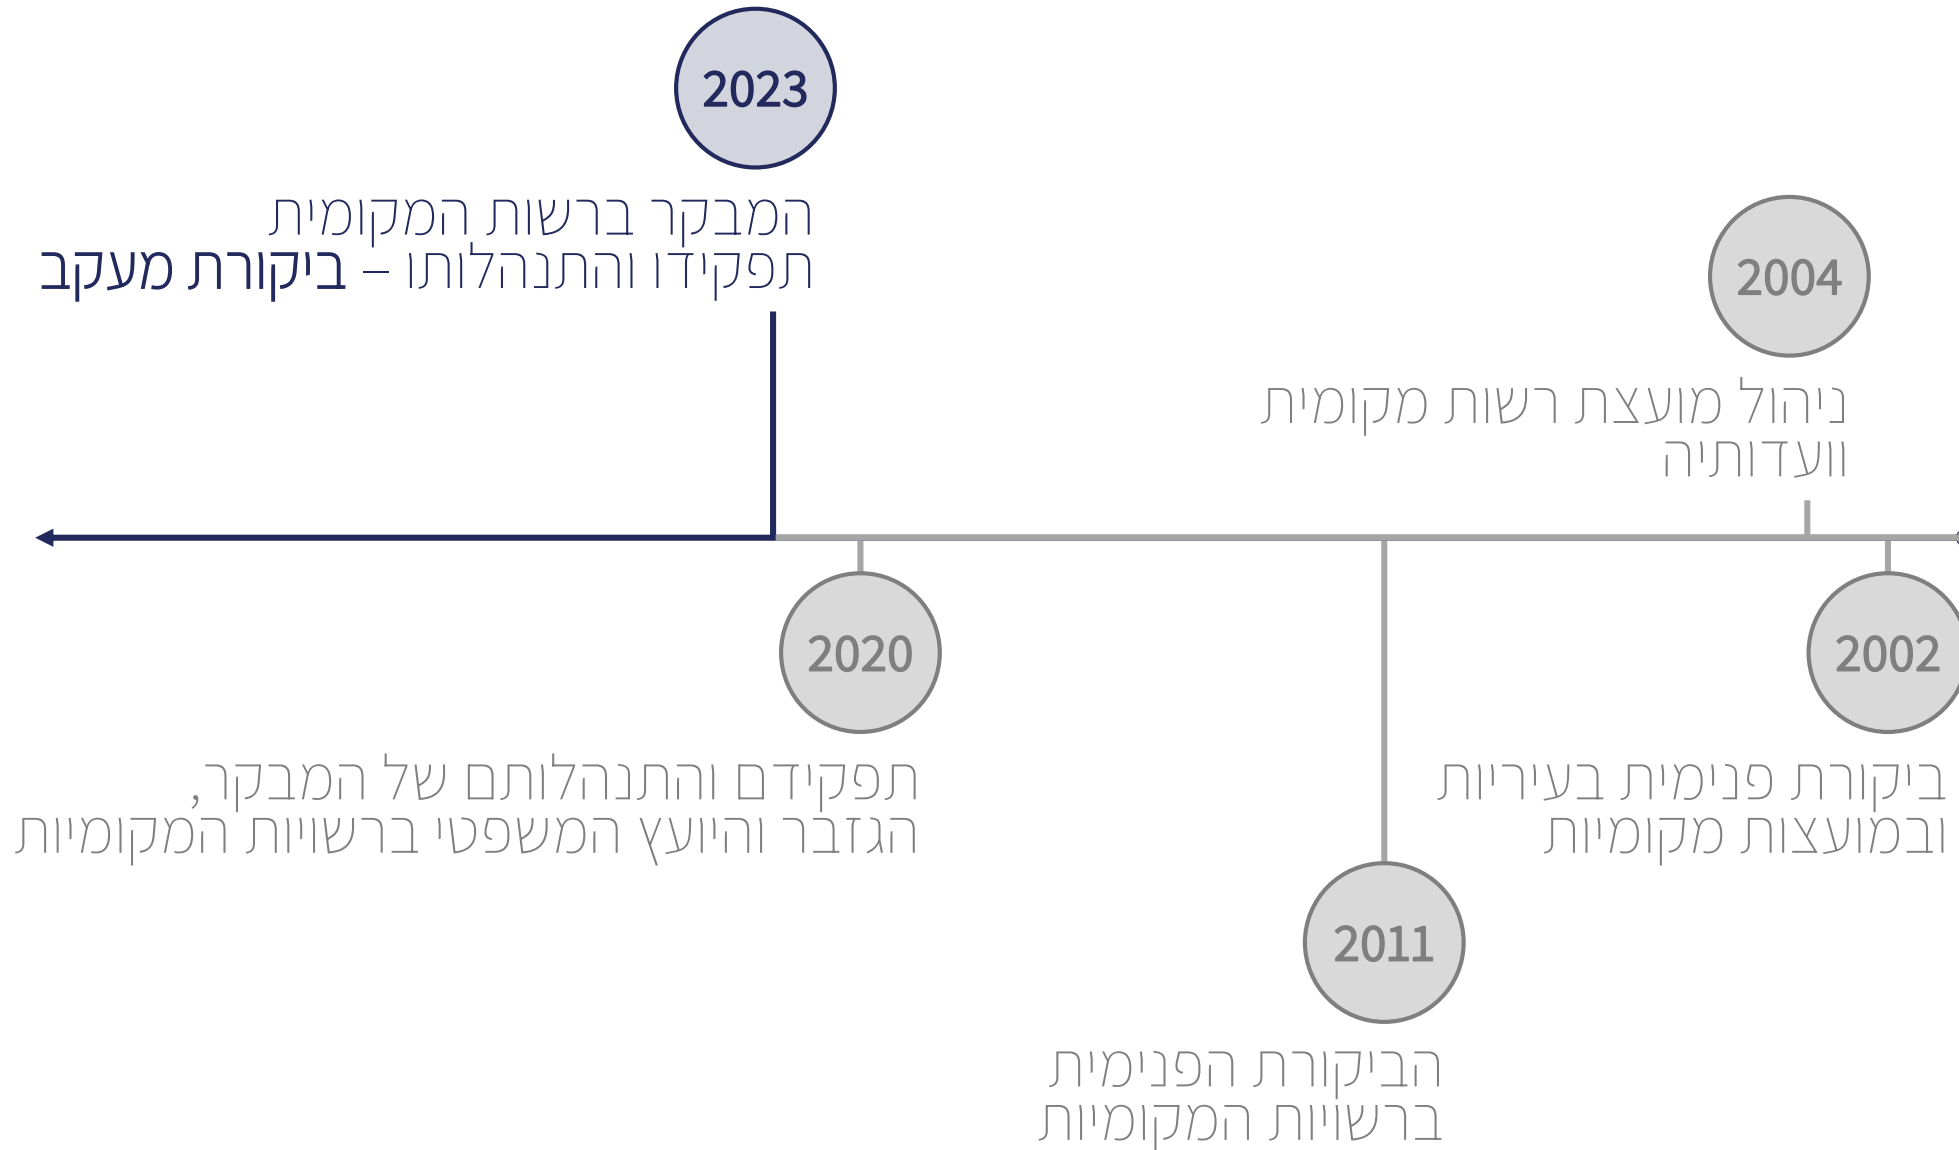 2023
המבקר ברשות המקומית
תפקידו והתנהלותו – ביקורת מעקב
2004
ניהול מועצת רשות מקומית
וועדותיה
2002
ביקורת פנימית בעיריות
ובמועצות מקומיות
2020
תפקידם והתנהלותם של המבקר,
הגזבר והיועץ המשפטי ברשויות המקומיות
2011
הביקורת הפנימית
ברשויות המקומיות